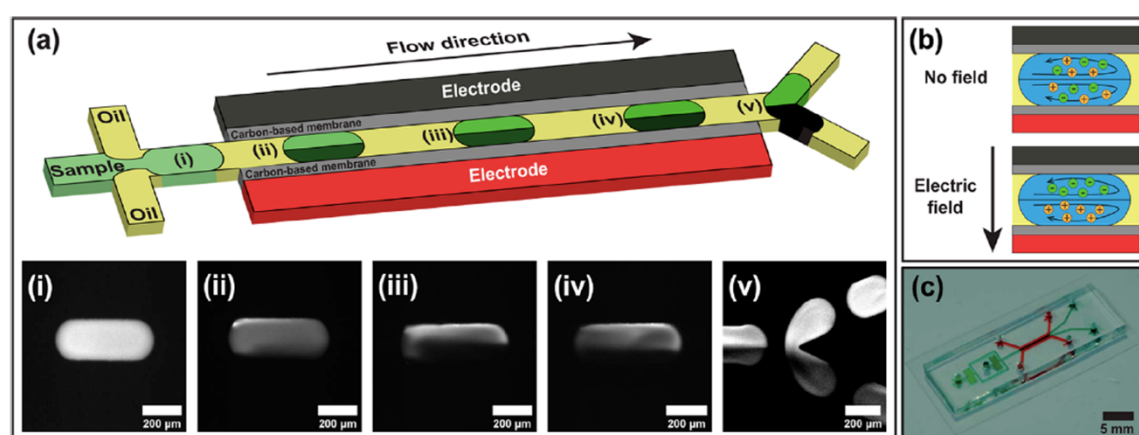 (a)
Flow direction
Electrode
Carbon-based membrane
Oil
Sample
Oil
(i)
(ii)
(iii)
(iv)
(v)
Carbon-based membrane
Electrode
(i)
200 µm
(ii)
200 µm
(iii)
200 µm
(iv)
200 µm
(v)
200 µm
(b)
No field
Electric
field
(c)
5 mm